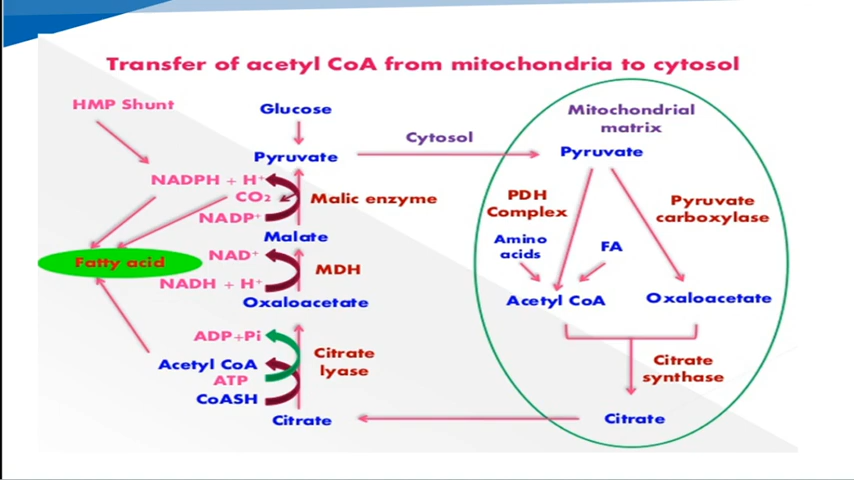 Transfer of acetyl CoA from mitochondria to cytosol
HMP Shunt
Glucose
Pyruvate
Cytosol
NADPH + H⁺
CO₂
NADP⁺
Malic enzyme
Malate
Fatty acid
NAD⁺
MDH
NADH + H⁺
Oxaloacetate
ADP+Pi
Citrate
lyase
Acetyl CoA
ATP
CoASH
Citrate
Mitochondrial
matrix
Pyruvate
PDH
Complex
Pyruvate
carboxylase
Amino
acids
FA
Acetyl CoA
Oxaloacetate
Citrate
synthase
Citrate